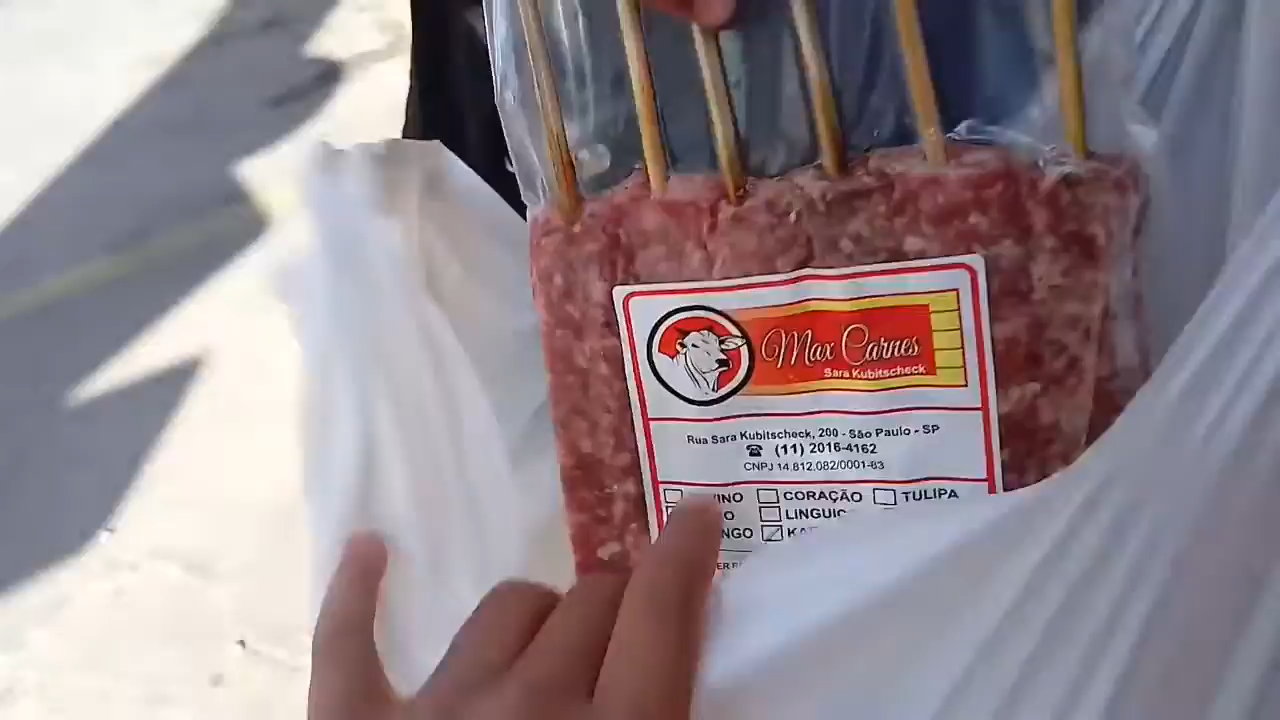 Max Carnes
Sara Kubitscheck
Rua Sara Kubitscheck, 200 - São Paulo - SP
(11) 2016-4162
CNPJ 14.812.082/0001-83
CORAÇÃO TULIPA